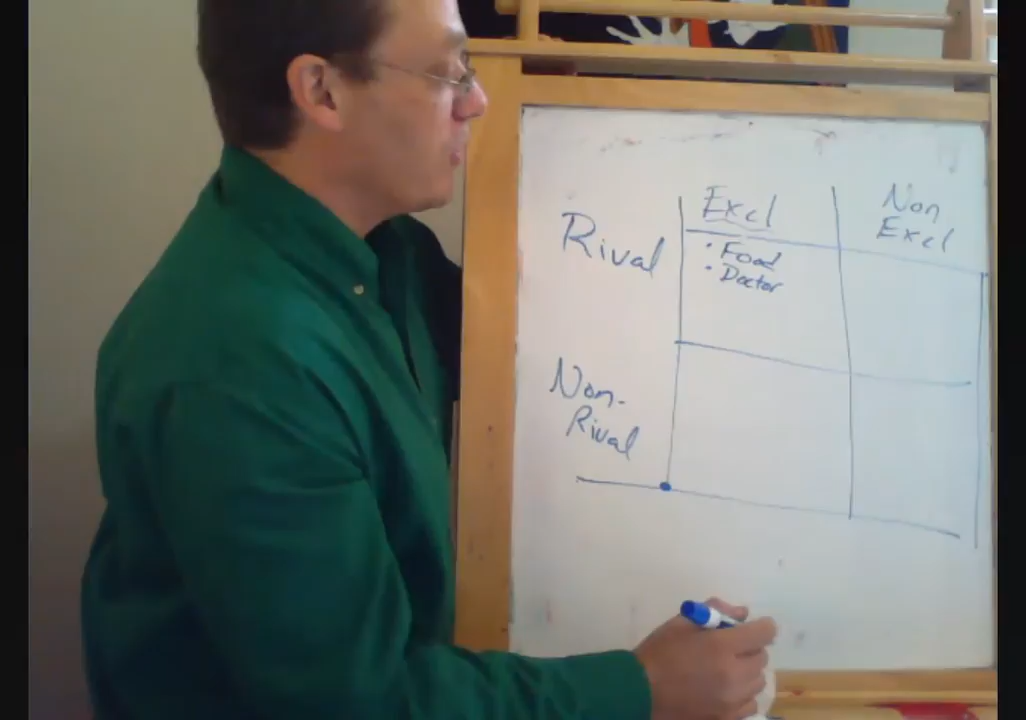 Excl
Non
Excl
Rival
• Food
• Doctor
Non-
Rival